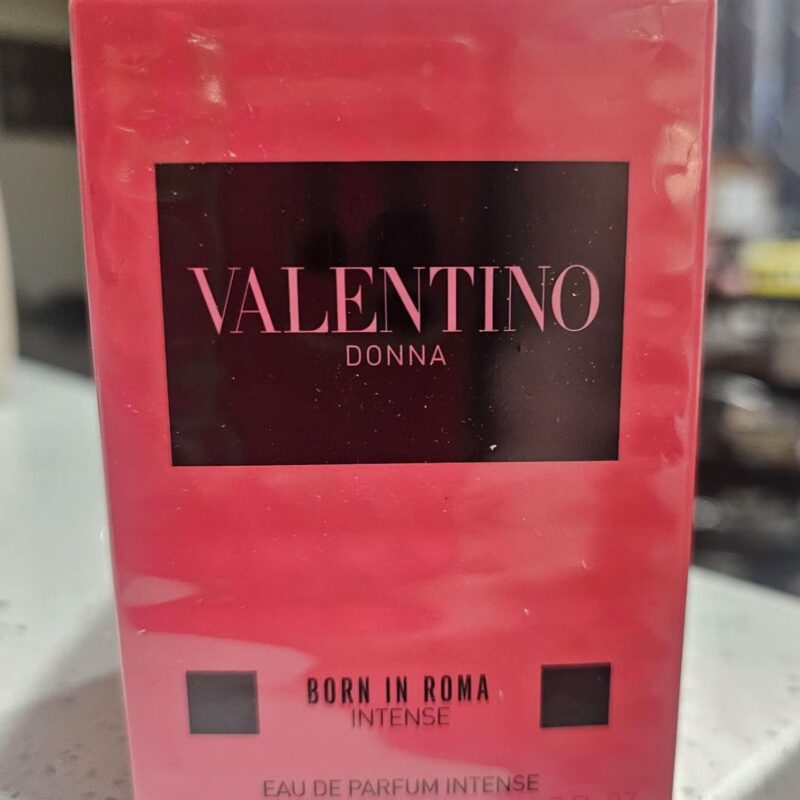 VALENTINO
DONNA
BORN IN ROMA
INTENSE
EAU DE PARFUM INTENSE